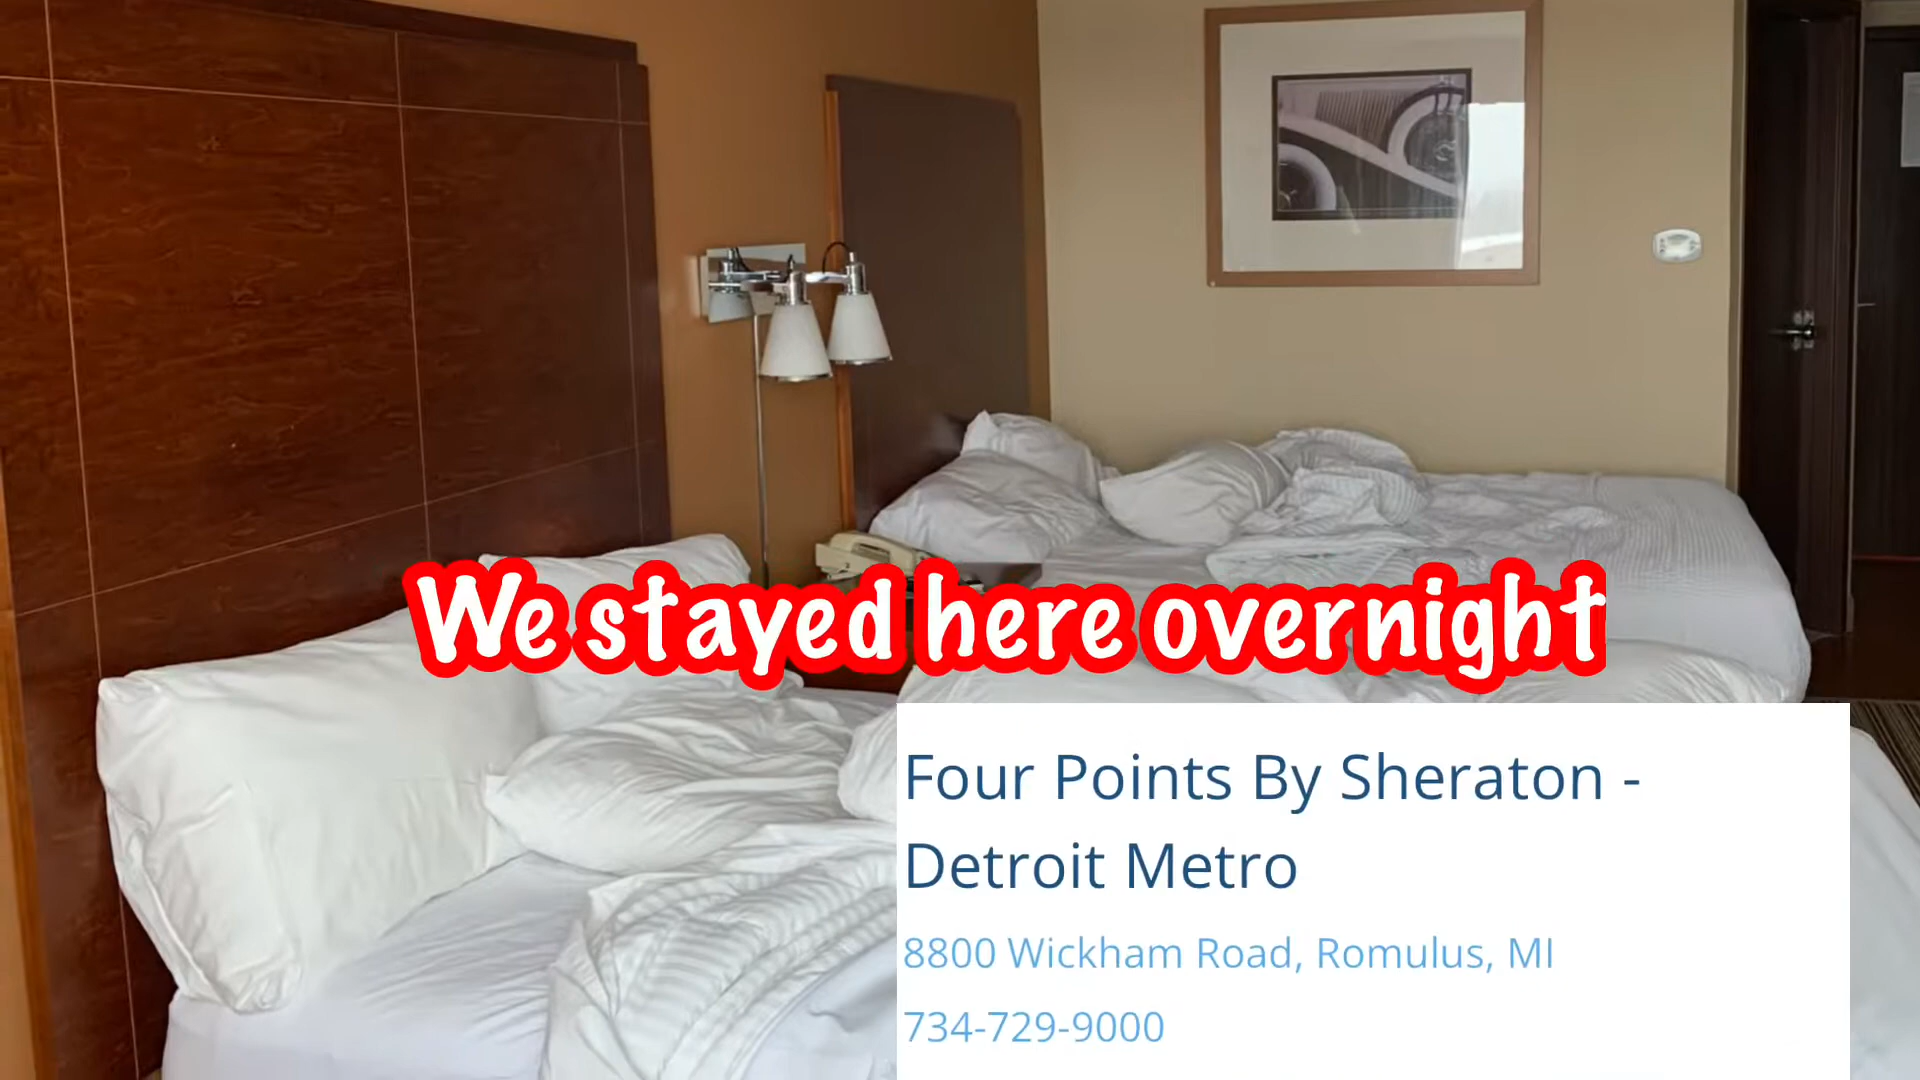 We stayed here overnight
Four Points By Sheraton -
Detroit Metro
8800 Wickham Road, Romulus, MI
734-729-9000